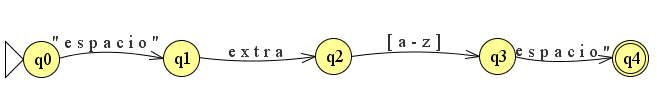 q0 "espacio" q1 extra q2 [a-z] q3 espacio" q4